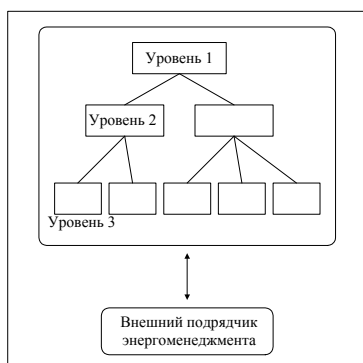 Уровень 1
Уровень 2
Уровень 3
Внешний подрядчик
энергоменеджмента